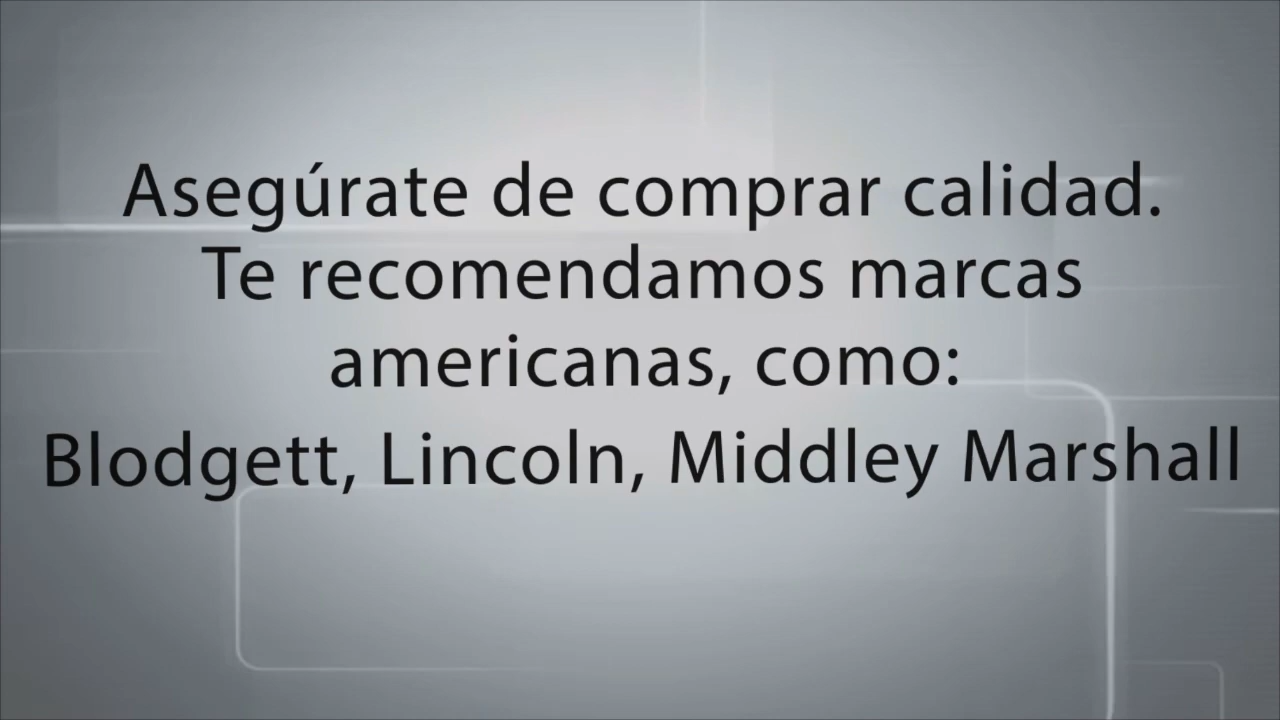 Asegúrate de comprar calidad.
Te recomendamos marcas
americanas, como:
Blodgett, Lincoln, Middley Marshall